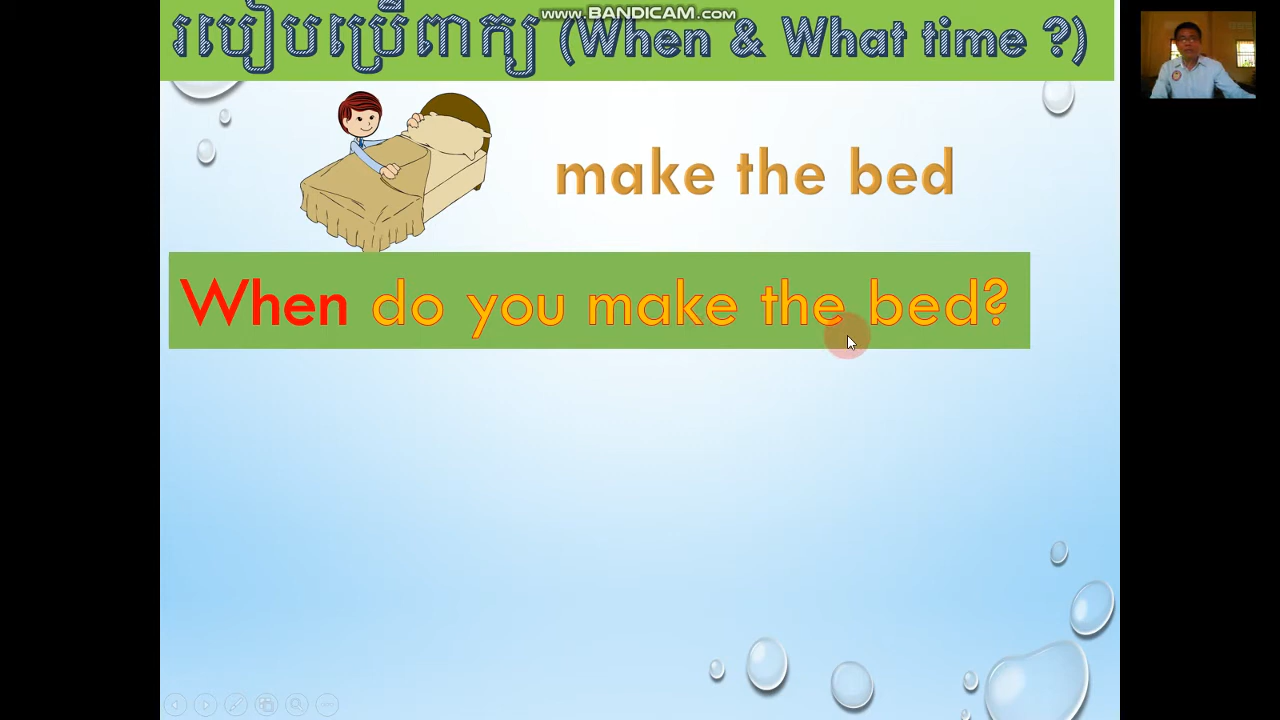 www.BANDICAM.com
របៀបប្រើពាក្យ (When & What time ?)
make the bed
When do you make the bed?